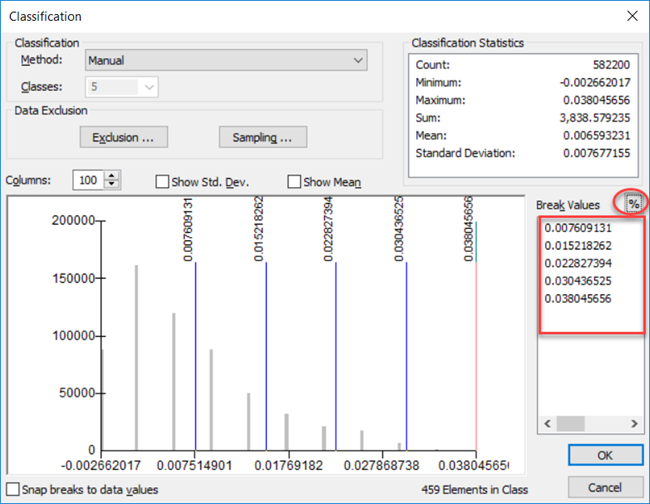 Classification
Classification
Method: Manual
Classes: 5
Data Exclusion
Exclusion ... Sampling ...
Classification Statistics
Count: 582200
Minimum: -0.002662017
Maximum: 0.038045656
Sum: 3,838.579235
Mean: 0.006593231
Standard Deviation: 0.007677155
Columns: 100 Show Std. Dev. Show Mean
Break Values %
0.007609131
0.015218262
0.022827394
0.030436525
0.038045656
0.007609131 0.015218262 0.022827394 0.030436525 0.038045656
200000
150000
100000
50000
0
-0.002662017 0.007514901 0.01769182 0.027868738 0.038045656
OK
Snap breaks to data values 459 Elements in Class Cancel